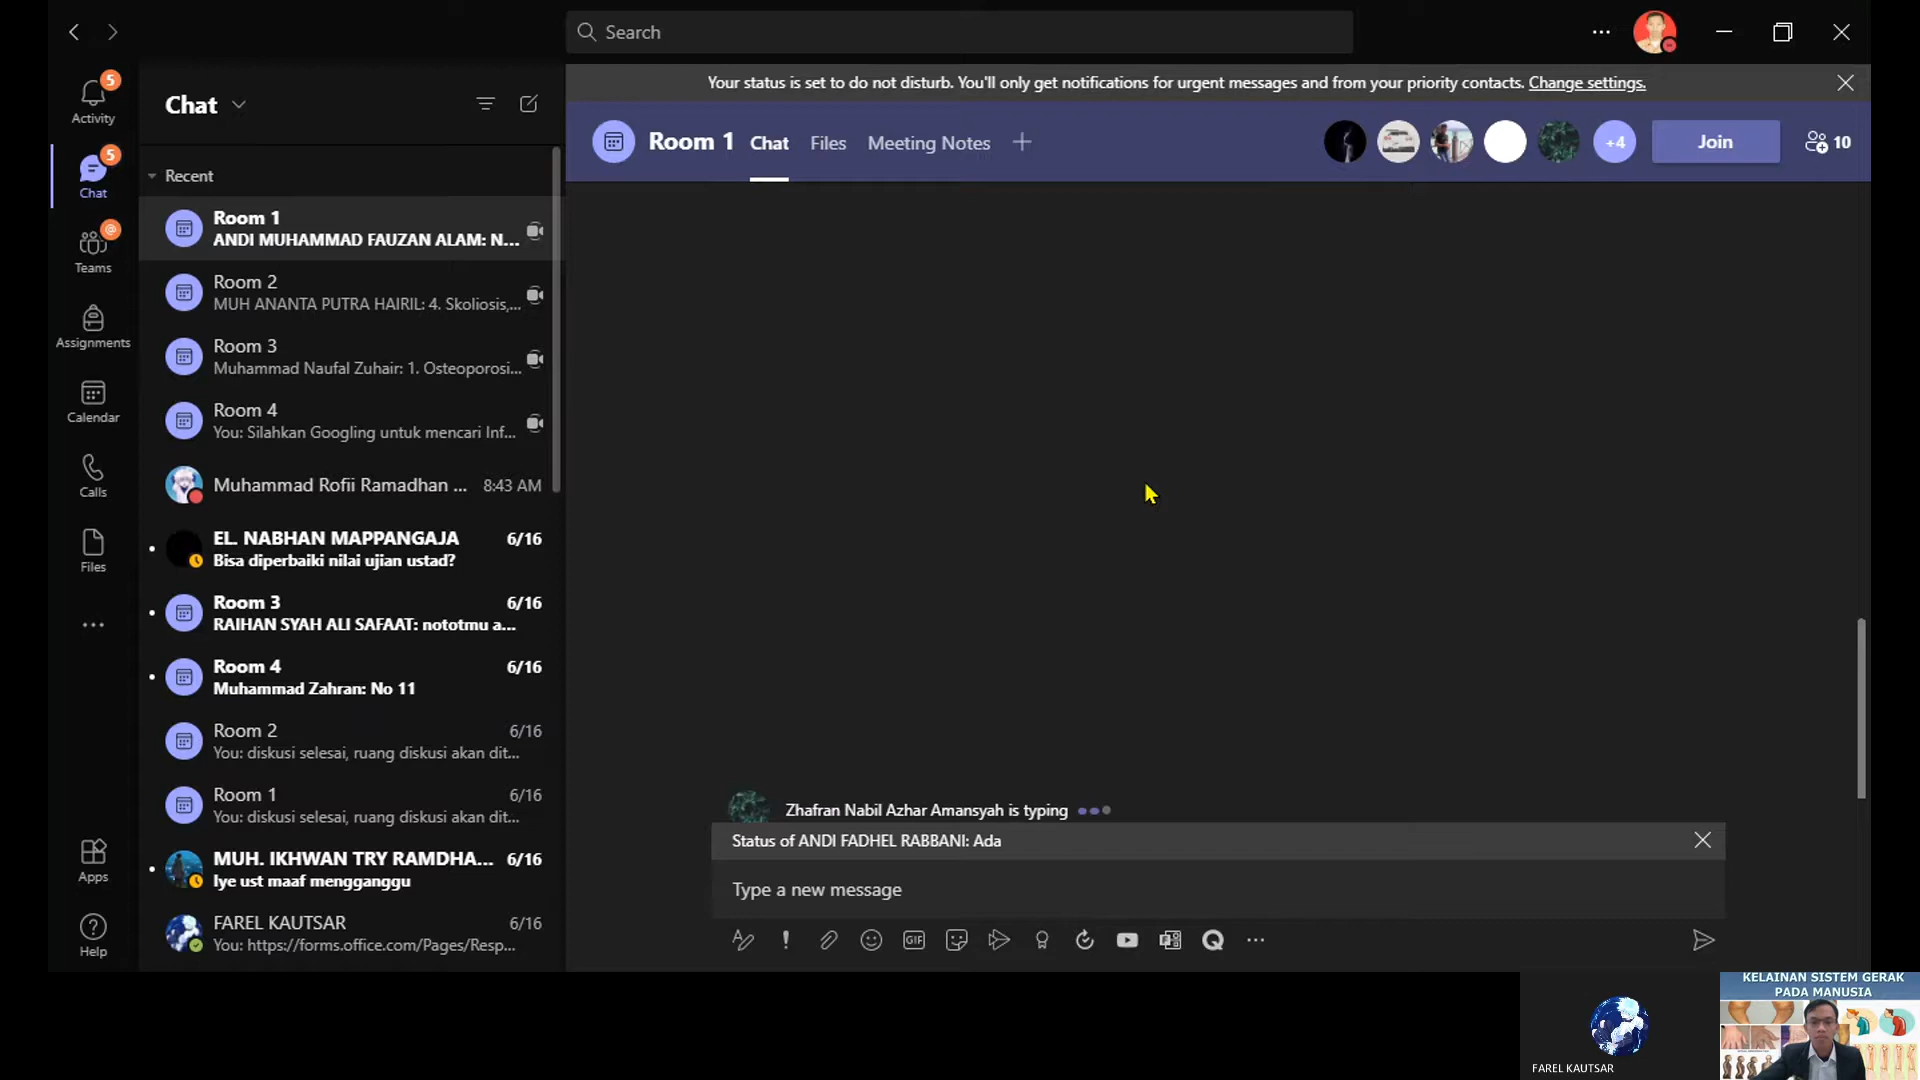 Search
Your status is set to do not disturb. You'll only get notifications for urgent messages and from your priority contacts. Change settings.
5
Activity
5
Chat
@
Teams
Assignments
Calendar
Calls
Files
Apps
Help
Chat
Recent
Room 1
ANDI MUHAMMAD FAUZAN ALAM: N...
Room 2
MUH ANANTA PUTRA HAIRIL: 4. Skoliosis,...
Room 3
Muhammad Naufal Zuhair: 1. Osteoporosi...
Room 4
You: Silahkan Googling untuk mencari Inf...
Muhammad Rofii Ramadhan ... 8:43 AM
EL. NABHAN MAPPANGAJA 6/16
Bisa diperbaiki nilai ujian ustad?
Room 3 6/16
RAIHAN SYAH ALI SAFAAT: nototmu a...
Room 4 6/16
Muhammad Zahran: No 11
Room 2 6/16
You: diskusi selesai, ruang diskusi akan dit...
Room 1 6/16
You: diskusi selesai, ruang diskusi akan dit...
MUH. IKHWAN TRY RAMDHA... 6/16
Iye ust maaf mengganggu
FAREL KAUTSAR 6/16
You: https://forms.office.com/Pages/Resp...
Room 1 Chat Files Meeting Notes +4 Join 10
Zhafran Nabil Azhar Amansyah is typing
Status of ANDI FADHEL RABBANI: Ada
Type a new message
GIF
FAREL KAUTSAR
KELAINAN SISTEM GERAK
PADA MANUSIA